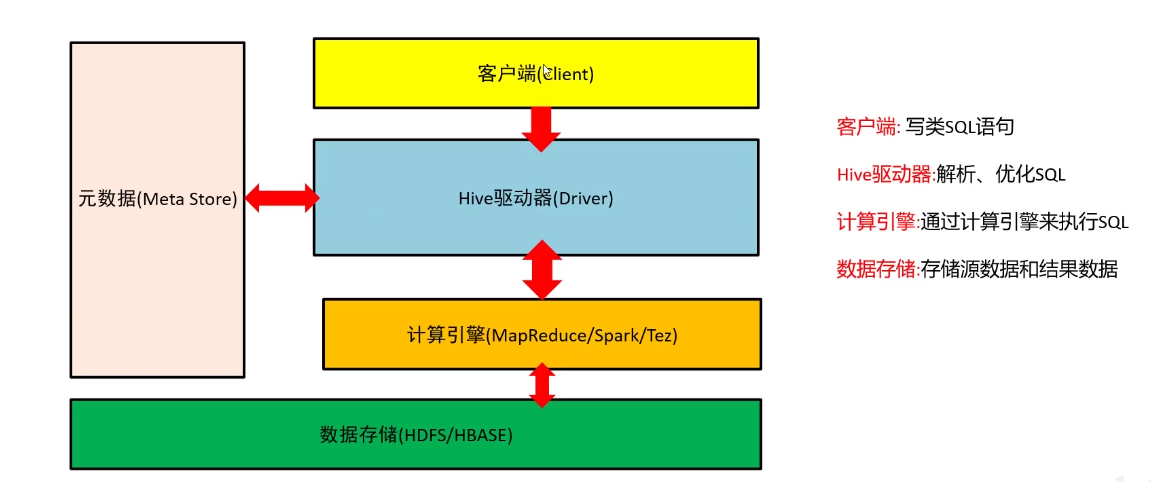 客户端(Client)
元数据(Meta Store)
Hive驱动器(Driver)
计算引擎(MapReduce/Spark/Tez)
数据存储(HDFS/HBASE)
客户端: 写类SQL语句
Hive驱动器:解析、优化SQL
计算引擎:通过计算引擎来执行SQL
数据存储:存储源数据和结果数据